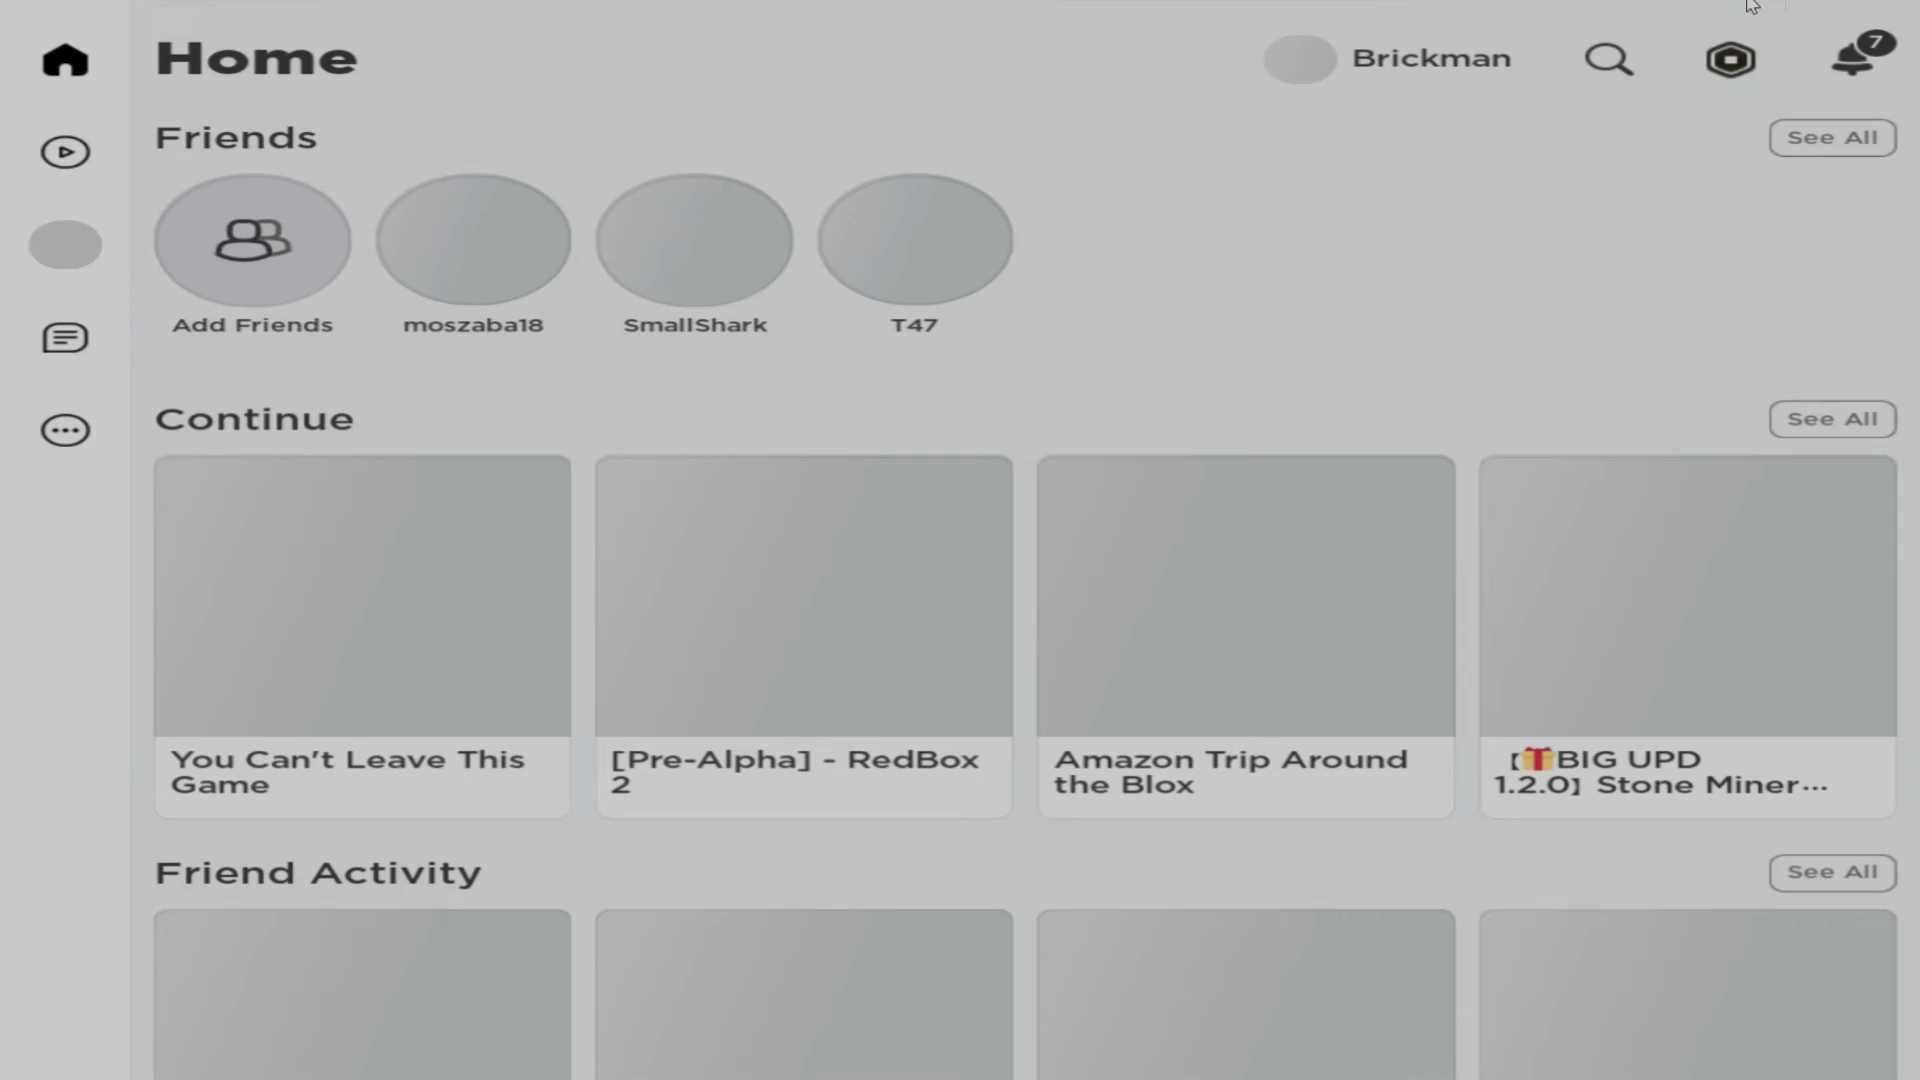 Home
Brickman
7
Friends
See All
Add Friends
moszaba18
SmallShark
T47
Continue
See All
You Can't Leave This
Game
[Pre-Alpha] - RedBox
2
Amazon Trip Around
the Blox
【🎁BIG UPD
1.2.0】Stone Miner...
Friend Activity
See All